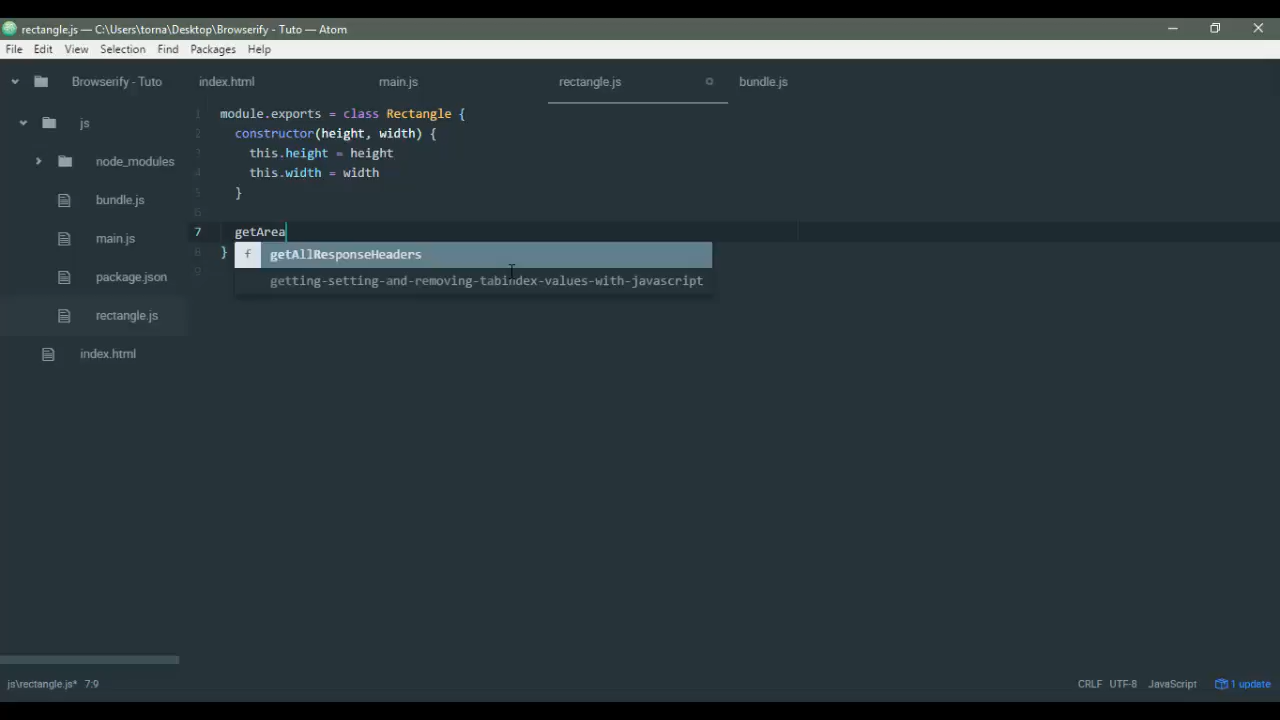 rectangle.js — C:\Users\torna\Desktop\Browserify - Tuto — Atom
File Edit View Selection Find Packages Help
Browserify - Tuto
index.html main.js rectangle.js bundle.js
js
node_modules
bundle.js
main.js
package.json
rectangle.js
index.html
1 module.exports = class Rectangle {
2 constructor(height, width) {
3 this.height = height
4 this.width = width
5 }
6
7 getArea
8 }
9
f getAllResponseHeaders
getting-setting-and-removing-tabindex-values-with-javascript
js\rectangle.js* 7:9
CRLF UTF-8 JavaScript 1 update